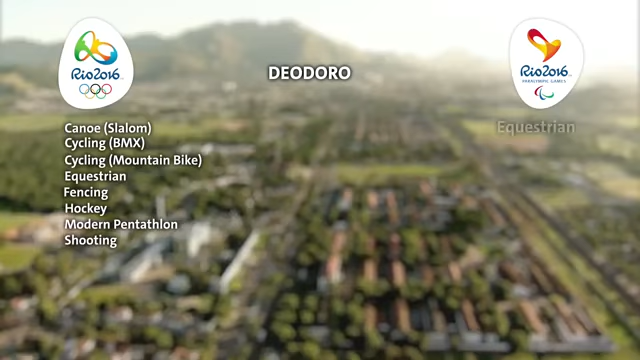 Rio2016
DEODORO
Rio2016
PARALYMPIC GAMES
Canoe (Slalom)
Equestrian
Cycling (BMX)
Cycling (Mountain Bike)
Equestrian
Fencing
Hockey
Modern Pentathlon
Shooting